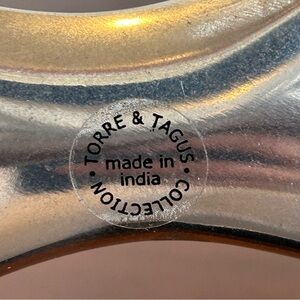 TORRE & TAGUS
made in
india
• COLLECTION •